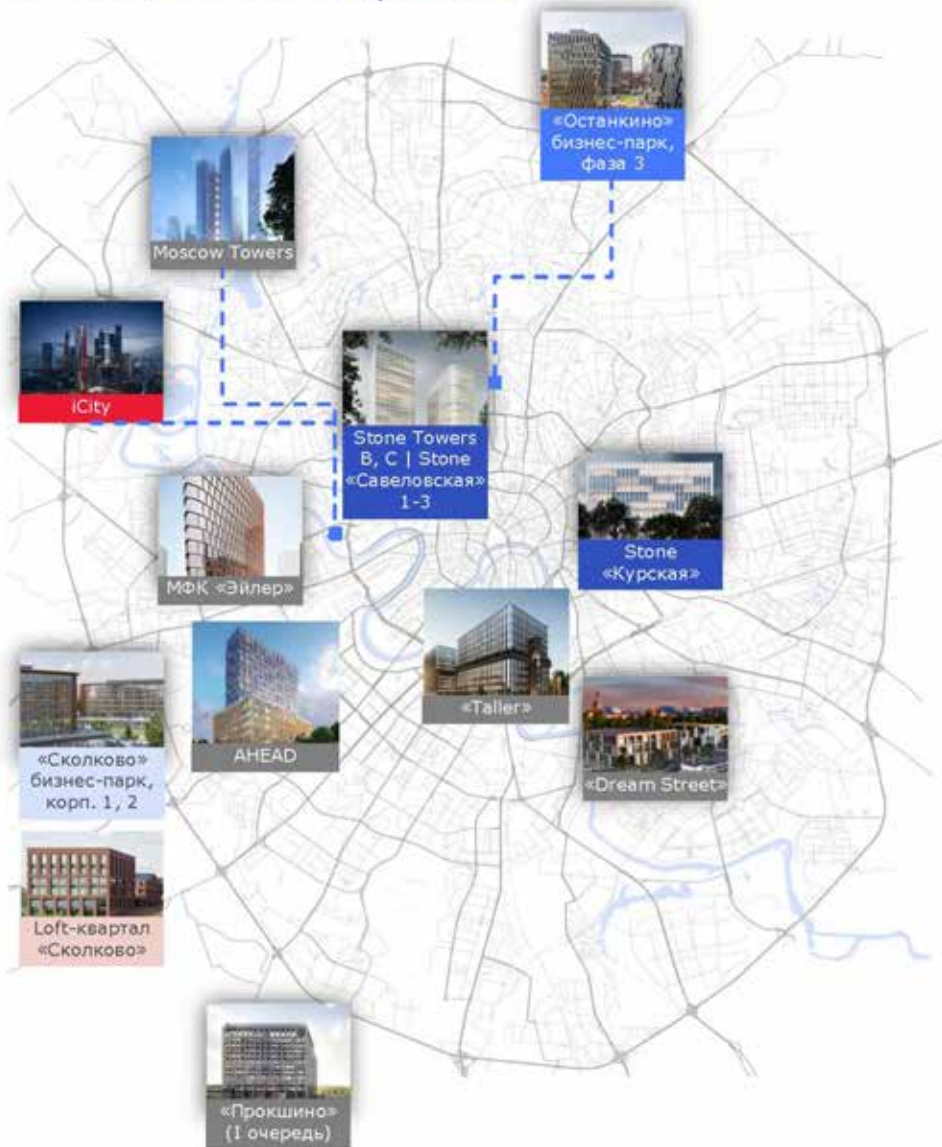 «Останкино»
бизнес-парк,
фаза 3
Moscow Towers
iCity
Stone Towers
B, C | Stone
«Савеловская»
1-3
Stone
«Курская»
МФК «Эйлер»
«Taller»
AHEAD
«Dream Street»
«Сколково»
бизнес-парк,
корп. 1, 2
Loft-квартал
«Сколково»
«Прокшино»
(I очередь)